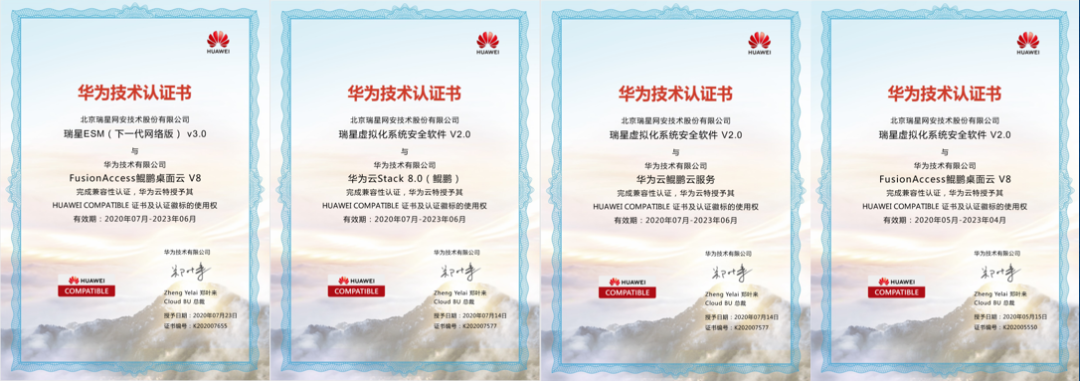 HUAWEI
华为技术认证书
北京瑞星网安技术股份有限公司
瑞星ESM（下一代网络版） v3.0
与
华为技术有限公司
FusionAccess鲲鹏桌面云 V8
完成兼容性认证，华为云特授予其
HUAWEI COMPATIBLE 证书及认证徽标的使用权
有效期：2020年07月-2023年06月
华为技术有限公司
HUAWEI
COMPATIBLE
Zheng Yelai 郑叶来
Cloud BU 总裁
授予日期：2020年07月23日
证书编号：K202007655
HUAWEI
华为技术认证书
北京瑞星网安技术股份有限公司
瑞星虚拟化系统安全软件 V2.0
与
华为技术有限公司
华为云Stack 8.0（鲲鹏）
完成兼容性认证，华为云特授予其
HUAWEI COMPATIBLE 证书及认证徽标的使用权
有效期：2020年07月-2023年06月
华为技术有限公司
HUAWEI
COMPATIBLE
Zheng Yelai 郑叶来
Cloud BU 总裁
授予日期：2020年07月14日
证书编号：K202007577
HUAWEI
华为技术认证书
北京瑞星网安技术股份有限公司
瑞星虚拟化系统安全软件 V2.0
与
华为技术有限公司
华为云鲲鹏云服务
完成兼容性认证，华为云特授予其
HUAWEI COMPATIBLE 证书及认证徽标的使用权
有效期：2020年07月-2023年06月
华为技术有限公司
HUAWEI
COMPATIBLE
Zheng Yelai 郑叶来
Cloud BU 总裁
授予日期：2020年07月14日
证书编号：K202007577
HUAWEI
华为技术认证书
北京瑞星网安技术股份有限公司
瑞星虚拟化系统安全软件 V2.0
与
华为技术有限公司
FusionAccess鲲鹏桌面云 V8
完成兼容性认证，华为云特授予其
HUAWEI COMPATIBLE 证书及认证徽标的使用权
有效期：2020年05月-2023年04月
华为技术有限公司
HUAWEI
COMPATIBLE
Zheng Yelai 郑叶来
Cloud BU 总裁
授予日期：2020年05月15日
证书编号：K202005550